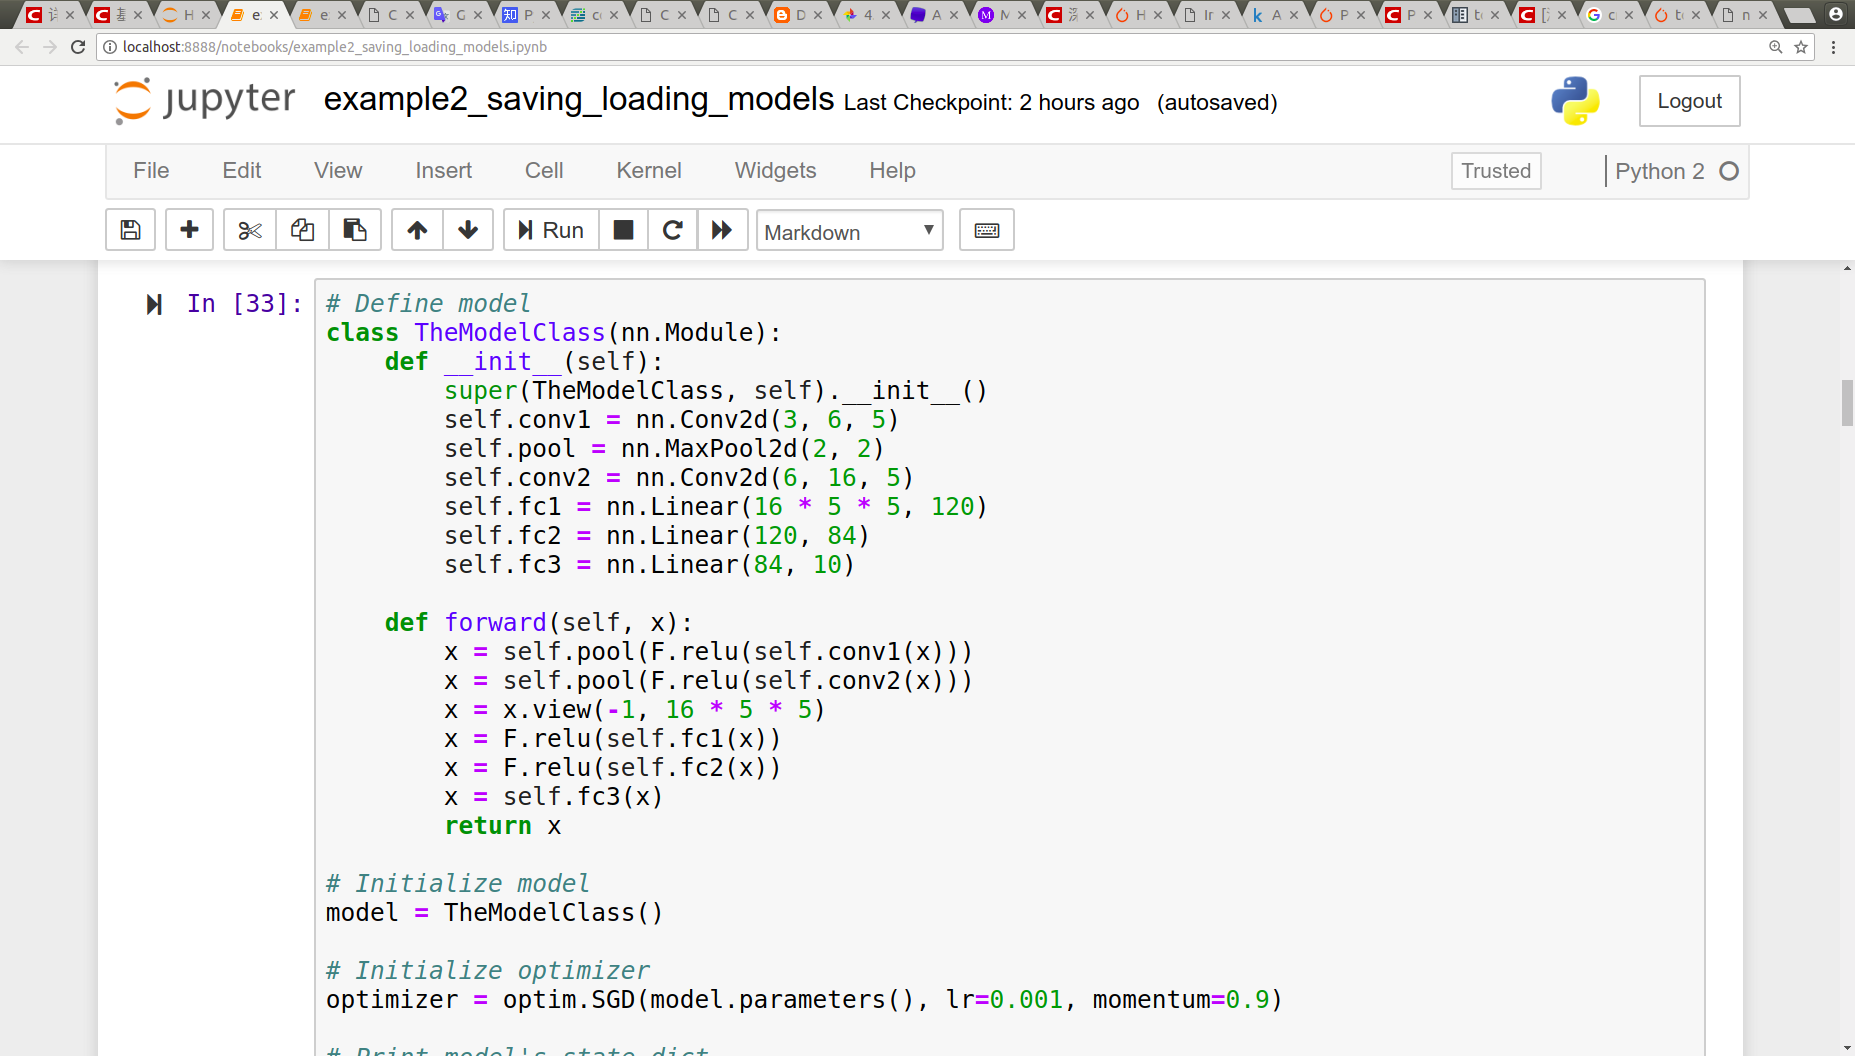 localhost:8888/notebooks/example2_saving_loading_models.ipynb
jupyter example2_saving_loading_models Last Checkpoint: 2 hours ago (autosaved) Logout
File Edit View Insert Cell Kernel Widgets Help Trusted Python 2
Run Markdown
In [33]:
# Define model
class TheModelClass(nn.Module):
    def __init__(self):
        super(TheModelClass, self).__init__()
        self.conv1 = nn.Conv2d(3, 6, 5)
        self.pool = nn.MaxPool2d(2, 2)
        self.conv2 = nn.Conv2d(6, 16, 5)
        self.fc1 = nn.Linear(16 * 5 * 5, 120)
        self.fc2 = nn.Linear(120, 84)
        self.fc3 = nn.Linear(84, 10)
    def forward(self, x):
        x = self.pool(F.relu(self.conv1(x)))
        x = self.pool(F.relu(self.conv2(x)))
        x = x.view(-1, 16 * 5 * 5)
        x = F.relu(self.fc1(x))
        x = F.relu(self.fc2(x))
        x = self.fc3(x)
        return x
# Initialize model
model = TheModelClass()
# Initialize optimizer
optimizer = optim.SGD(model.parameters(), lr=0.001, momentum=0.9)
# Print model's state_dict